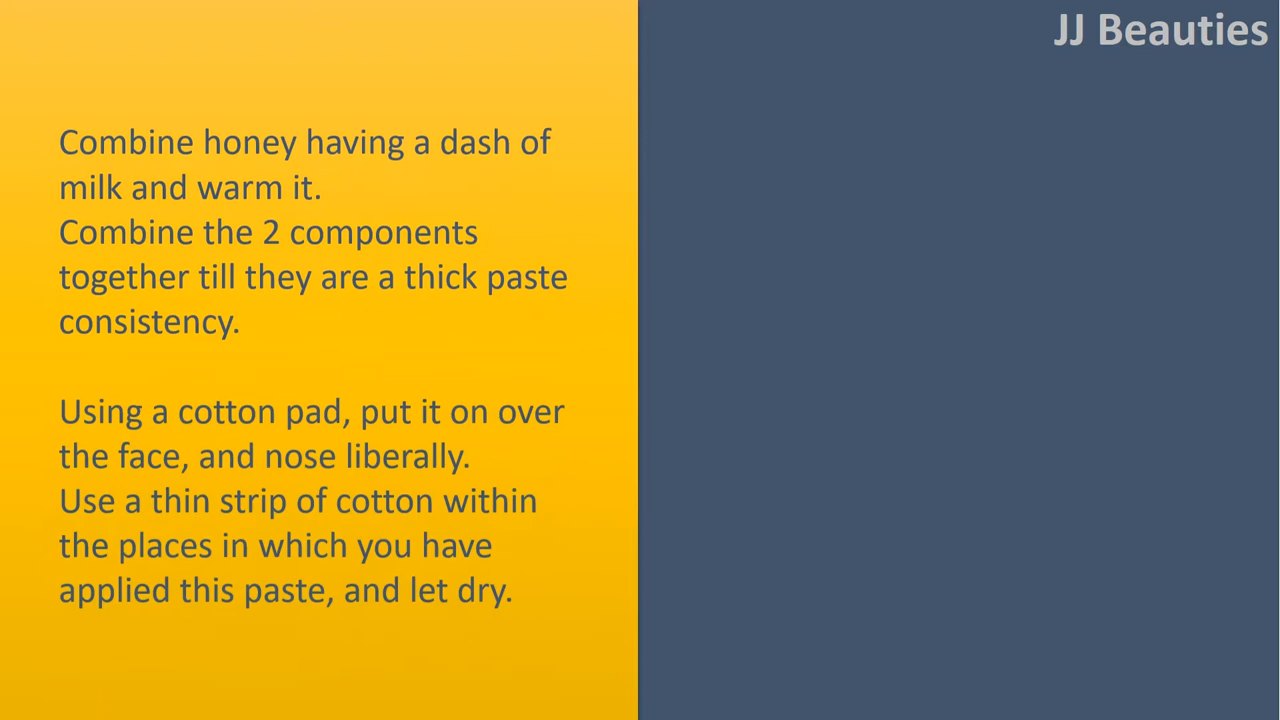 JJ Beauties
Combine honey having a dash of
milk and warm it.
Combine the 2 components
together till they are a thick paste
consistency.
Using a cotton pad, put it on over
the face, and nose liberally.
Use a thin strip of cotton within
the places in which you have
applied this paste, and let dry.